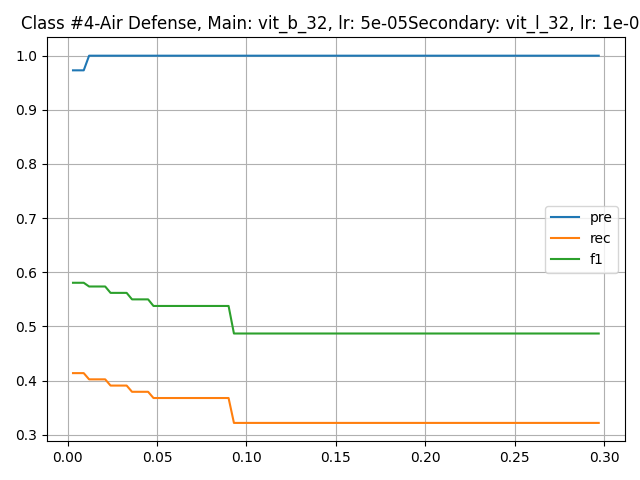 Class #4-Air Defense, Main: vit_b_32, lr: 5e-05Secondary: vit_l_32, lr: 1e-0
1.0
0.9
0.8
0.7
0.6
0.5
0.4
0.3
pre
rec
f1
0.00 0.05 0.10 0.15 0.20 0.25 0.30